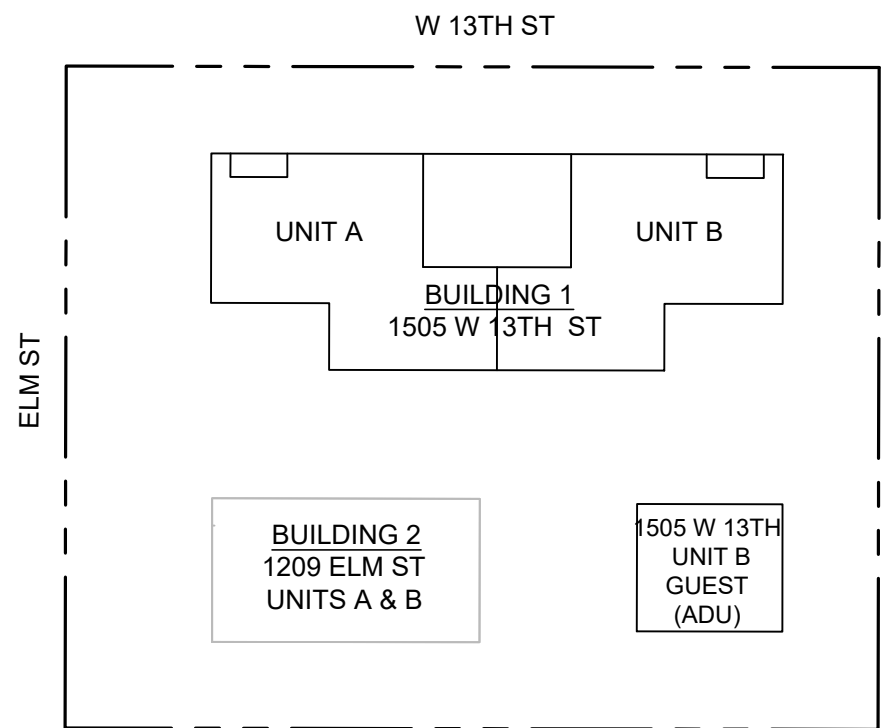 W 13TH ST
UNIT A
UNIT B
BUILDING 1
1505 W 13TH ST
ELM ST
BUILDING 2
1209 ELM ST
UNITS A & B
1505 W 13TH
UNIT B
GUEST
(ADU)